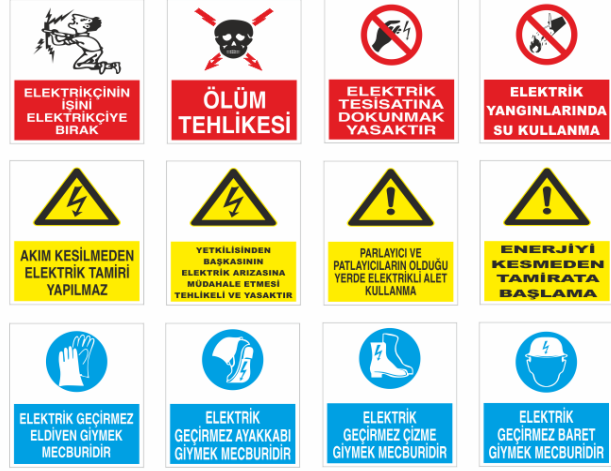 ELEKTRİKÇİNİN
İŞİNİ
ELEKTRİKÇİYE
BIRAK
ÖLÜM
TEHLİKESİ
ELEKTRİK
TESİSATINA
DOKUNMAK
YASAKTIR
ELEKTRİK
YANGINLARINDA
SU KULLANMA
AKIM KESİLMEDEN
ELEKTRİK TAMİRİ
YAPILMAZ
YETKİLİSİNDEN
BAŞKASININ
ELEKTRİK ARIZASINA
MÜDAHALE ETMESİ
TEHLİKELİ VE YASAKTIR
PARLAYICI VE
PATLAYICILARIN OLDUĞU
YERDE ELEKTRİKLİ ALET
KULLANMA
ENERJİYİ
KESMEDEN
TAMİRATA
BAŞLAMA
ELEKTRİK GEÇİRMEZ
ELDİVEN GİYMEK
MECBURİDİR
ELEKTRİK
GEÇİRMEZ AYAKKABI
GİYMEK MECBURİDİR
ELEKTRİK
GEÇİRMEZ ÇİZME
GİYMEK MECBURİDİR
ELEKTRİK
GEÇİRMEZ BARET
GİYMEK MECBURİDİR